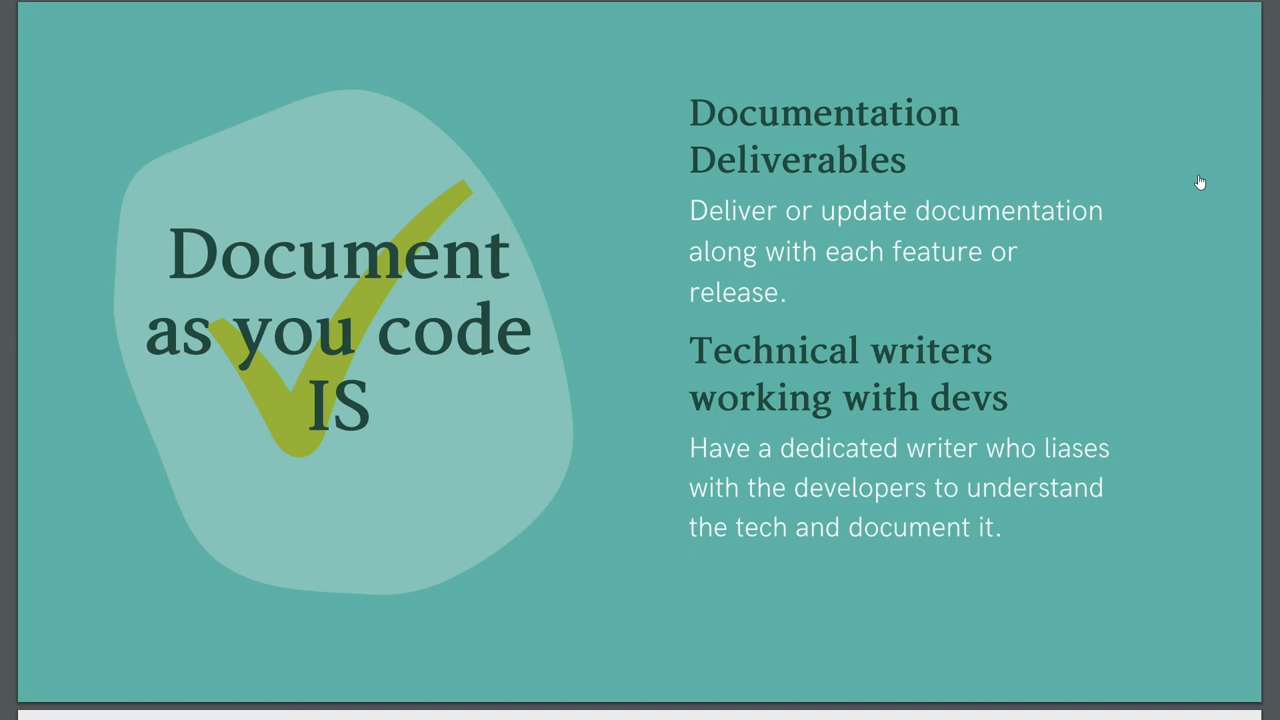 Document
as you code
IS
Documentation
Deliverables
Deliver or update documentation
along with each feature or
release.
Technical writers
working with devs
Have a dedicated writer who liases
with the developers to understand
the tech and document it.